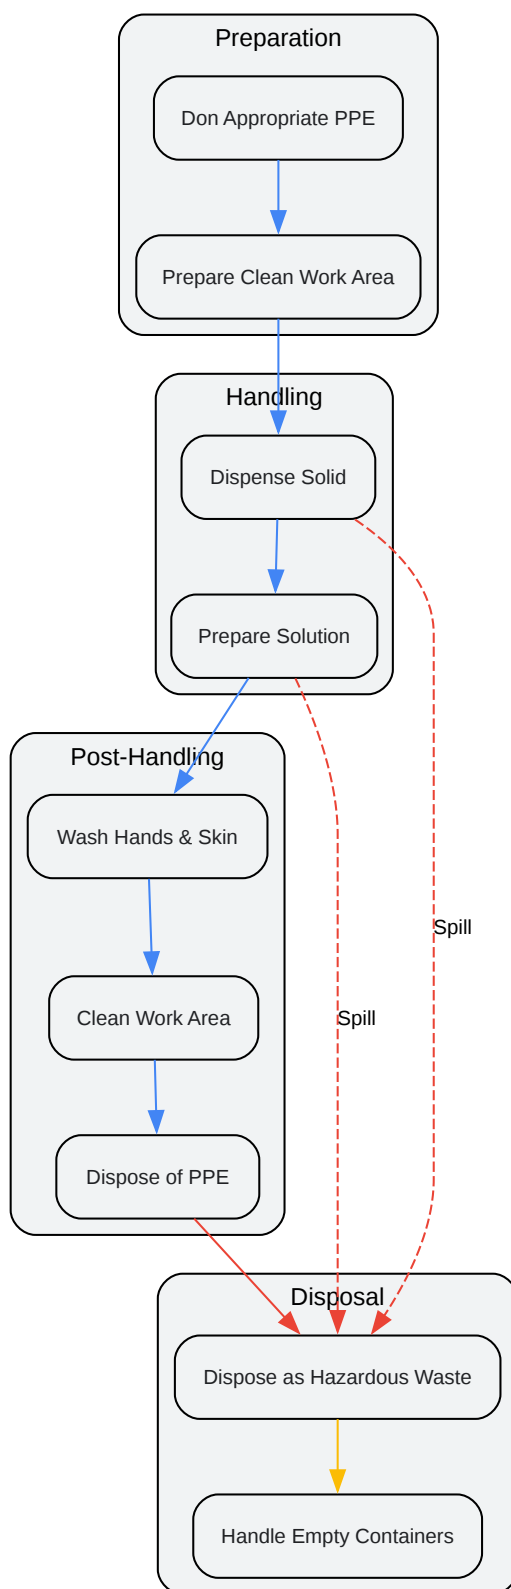 Preparation
Don Appropriate PPE
Prepare Clean Work Area
Handling
Dispense Solid
Prepare Solution
Post-Handling
Wash Hands & Skin
Spill
Clean Work Area
Spill
Dispose of PPE
Disposal
Dispose as Hazardous Waste
Handle Empty Containers